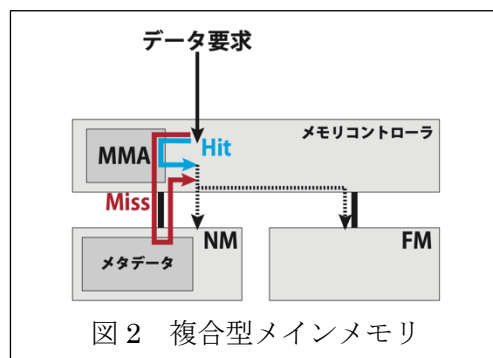 データ要求
メモリコントローラ
MMA
Hit
Miss
NM
FM
メタデータ
図 2 複合型メインメモリ